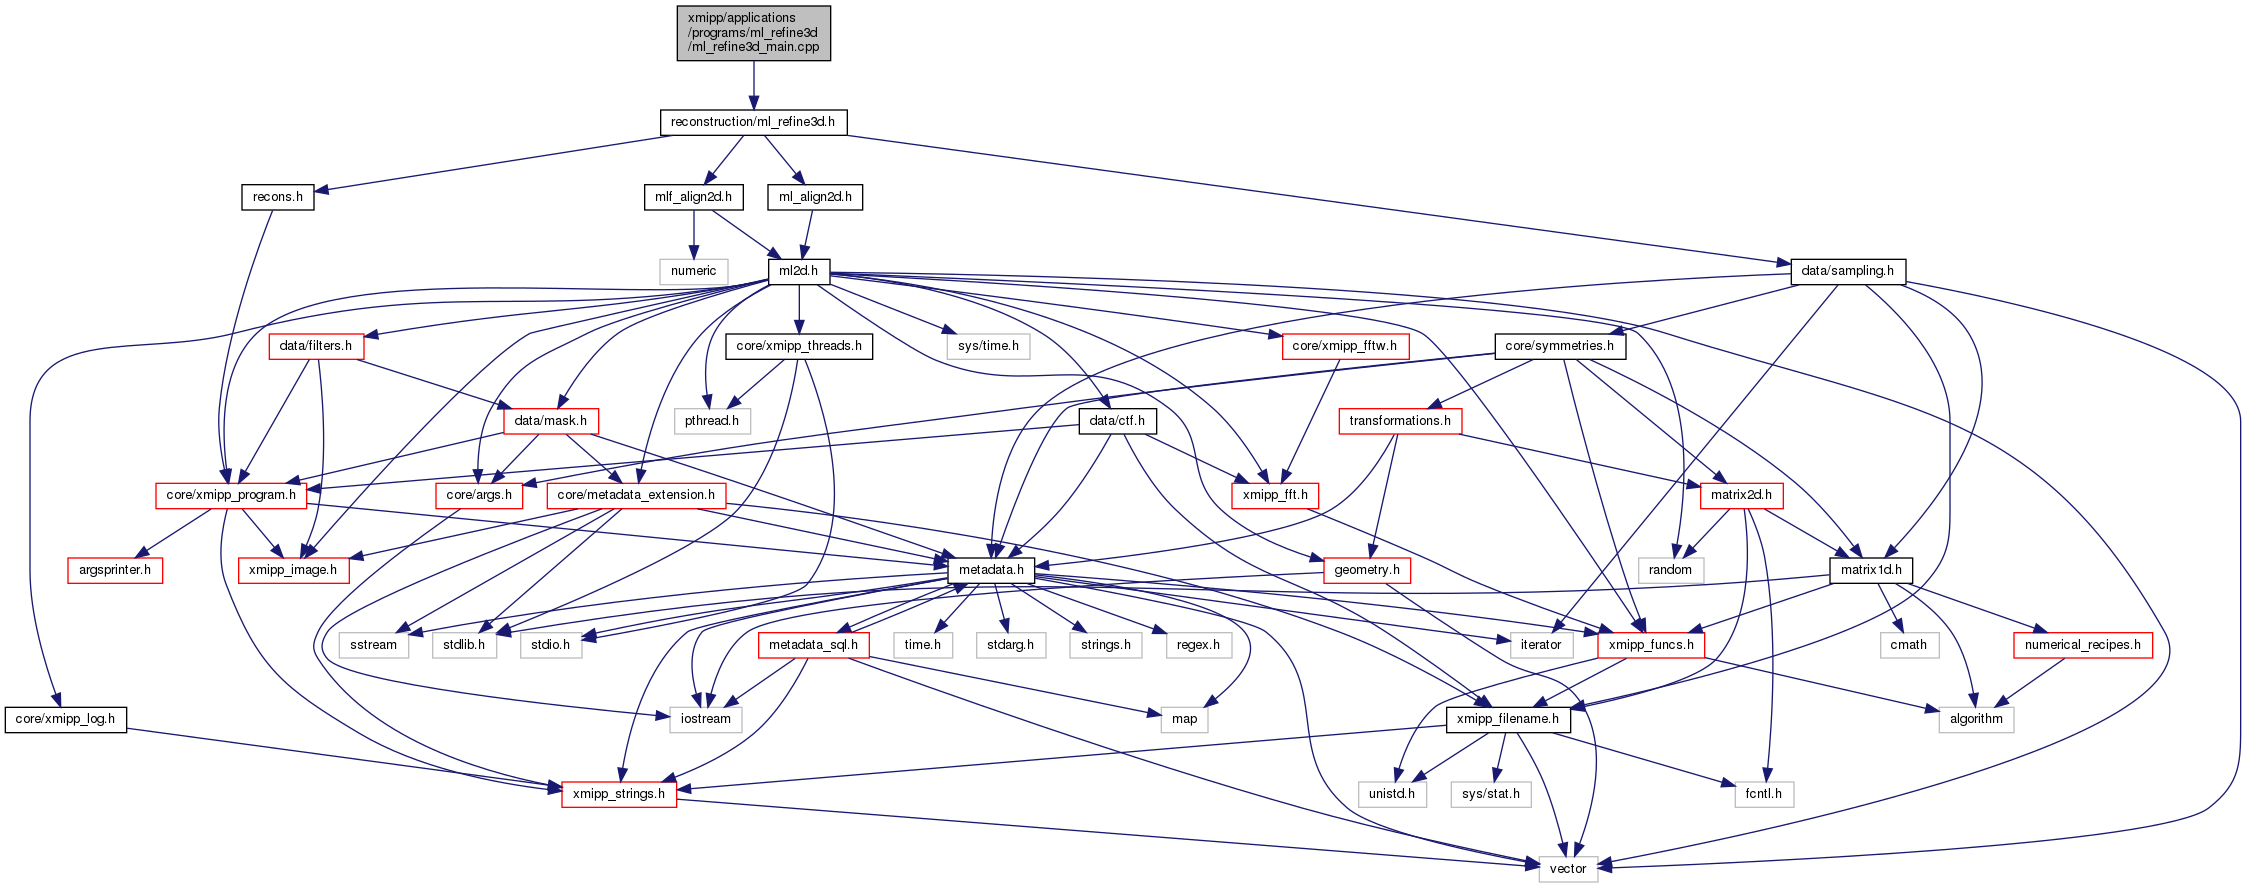 xmipp/applications
/programs/ml_refine3d
/ml_refine3d_main.cpp
reconstruction/ml_refine3d.h
recons.h
mlf_align2d.h
ml_align2d.h
numeric
ml2d.h
data/sampling.h
data/filters.h
core/xmipp_threads.h
sys/time.h
core/xmipp_fftw.h
core/symmetries.h
data/mask.h
pthread.h
data/ctf.h
transformations.h
core/xmipp_program.h
core/args.h
core/metadata_extension.h
xmipp_fft.h
matrix2d.h
argsprinter.h
xmipp_image.h
metadata.h
geometry.h
random
matrix1d.h
sstream
stdlib.h
stdio.h
metadata_sql.h
time.h
stdarg.h
strings.h
regex.h
iterator
xmipp_funcs.h
cmath
numerical_recipes.h
core/xmipp_log.h
iostream
map
xmipp_filename.h
algorithm
xmipp_strings.h
unistd.h
sys/stat.h
fcntl.h
vector